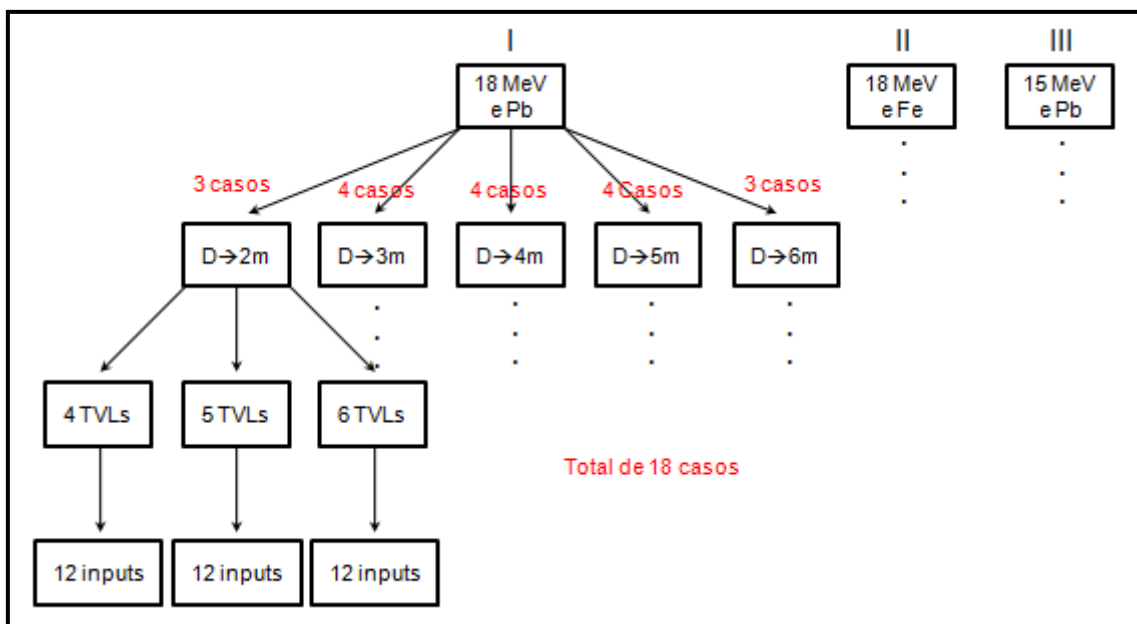 I
II
III
18 MeV
e Pb
18 MeV
e Fe
15 MeV
e Pb
3 casos
4 casos
4 casos
4 Casos
3 casos
D→2m
D→3m
D→4m
D→5m
D→6m
4 TVLs
5 TVLs
6 TVLs
Total de 18 casos
12 inputs
12 inputs
12 inputs